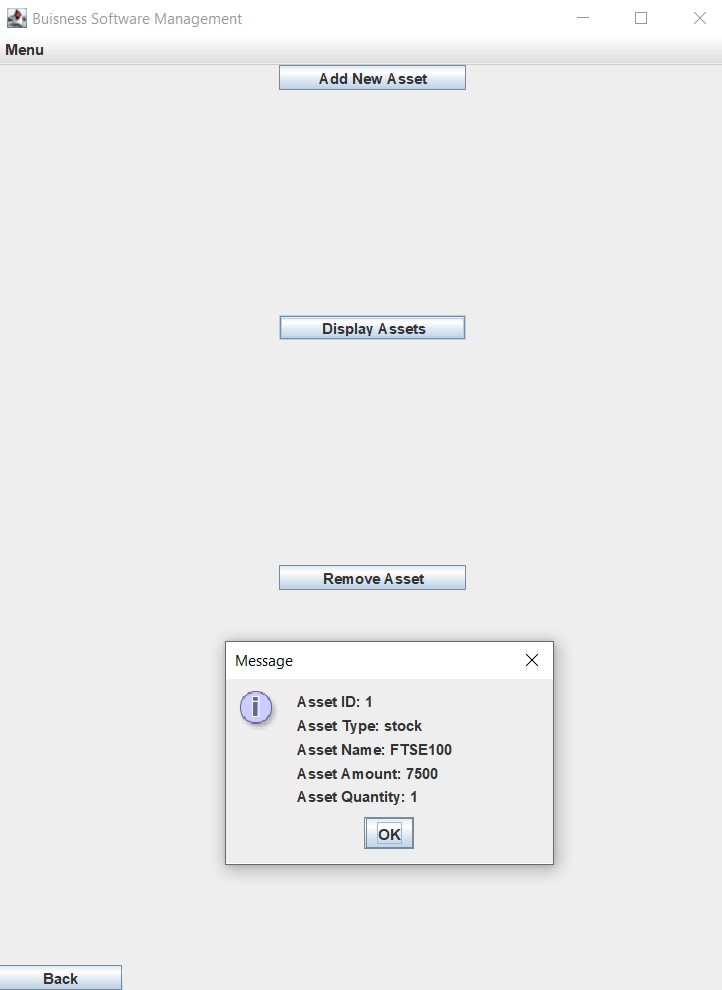 Buisness Software Management
Menu
Add New Asset
Display Assets
Remove Asset
Message
Asset ID: 1
Asset Type: stock
Asset Name: FTSE100
Asset Amount: 7500
Asset Quantity: 1
OK
Back